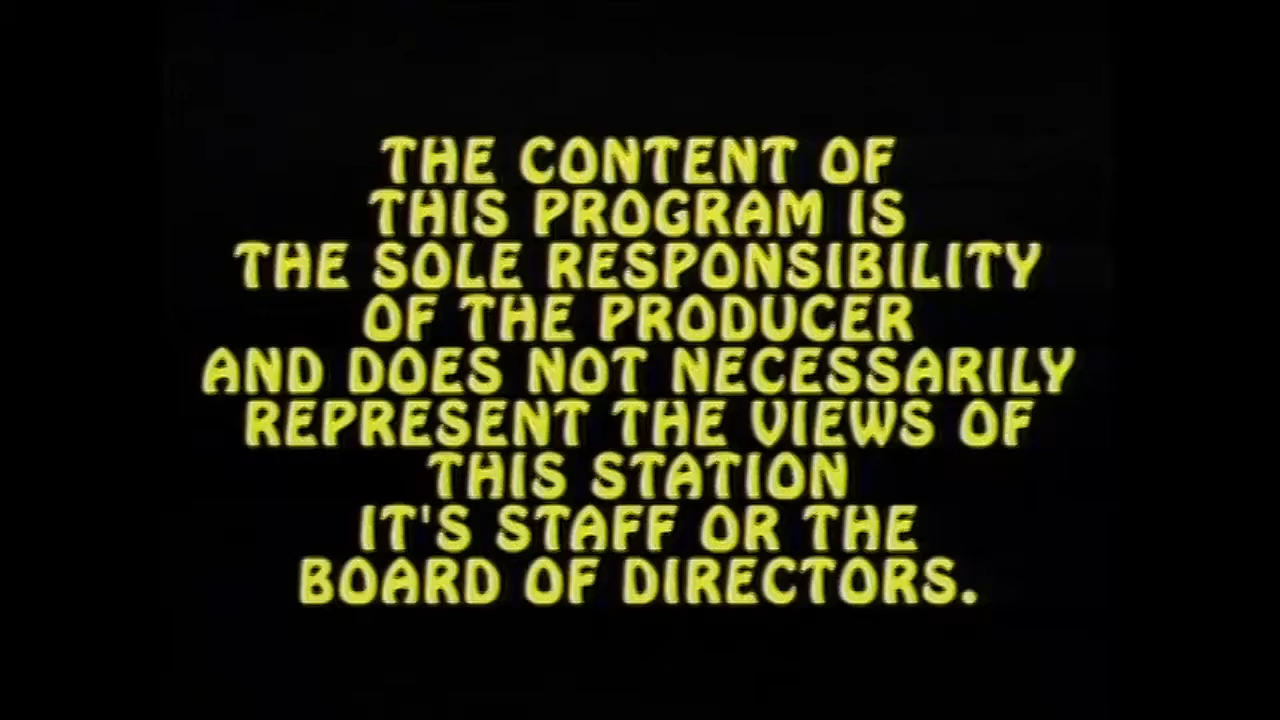 THE CONTENT OF
THIS PROGRAM IS
THE SOLE RESPONSIBILITY
OF THE PRODUCER
AND DOES NOT NECESSARILY
REPRESENT THE VIEWS OF
THIS STATION
IT'S STAFF OR THE
BOARD OF DIRECTORS.